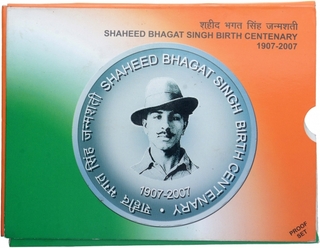 शहीद भगत सिंह जन्मशती
SHAHEED BHAGAT SINGH BIRTH CENTENARY
1907-2007
शहीद भगत सिंह जन्मशती SHAHEED BHAGAT SINGH BIRTH CENTENARY
1907-2007
PROOF
SET